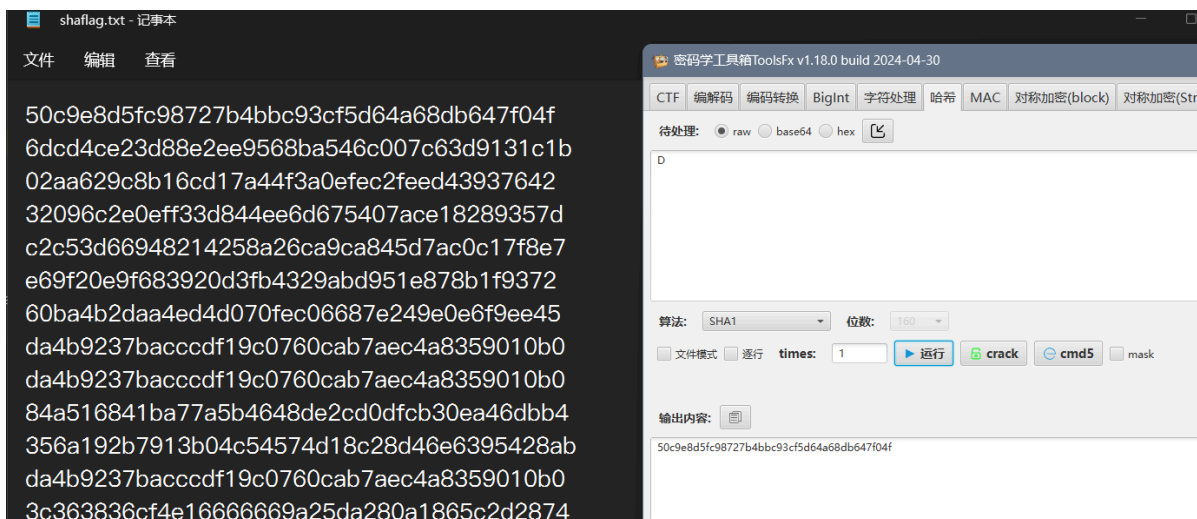 shaflag.txt - 记事本
文件 编辑 查看
50c9e8d5fc98727b4bbc93cf5d64a68db647f04f
6dcd4ce23d88e2ee9568ba546c007c63d9131c1b
02aa629c8b16cd17a44f3a0efec2feed43937642
32096c2e0eff33d844ee6d675407ace18289357d
c2c53d66948214258a26ca9ca845d7ac0c17f8e7
e69f20e9f683920d3fb4329abd951e878b1f9372
60ba4b2daa4ed4d070fec06687e249e0e6f9ee45
da4b9237bacccdf19c0760cab7aec4a8359010b0
da4b9237bacccdf19c0760cab7aec4a8359010b0
84a516841ba77a5b4648de2cd0dfcb30ea46dbb4
356a192b7913b04c54574d18c28d46e6395428ab
da4b9237bacccdf19c0760cab7aec4a8359010b0
3c363836cf4e16666669a25da280a1865c2d2874
密码学工具箱ToolsFx v1.18.0 build 2024-04-30
CTF 编解码 编码转换 BigInt 字符处理 哈希 MAC 对称加密(block) 对称加密(Str
待处理: raw base64 hex
D
算法: SHA1 位数: 160
文件模式 逐行 times: 1 运行 crack cmd5 mask
输出内容:
50c9e8d5fc98727b4bbc93cf5d64a68db647f04f